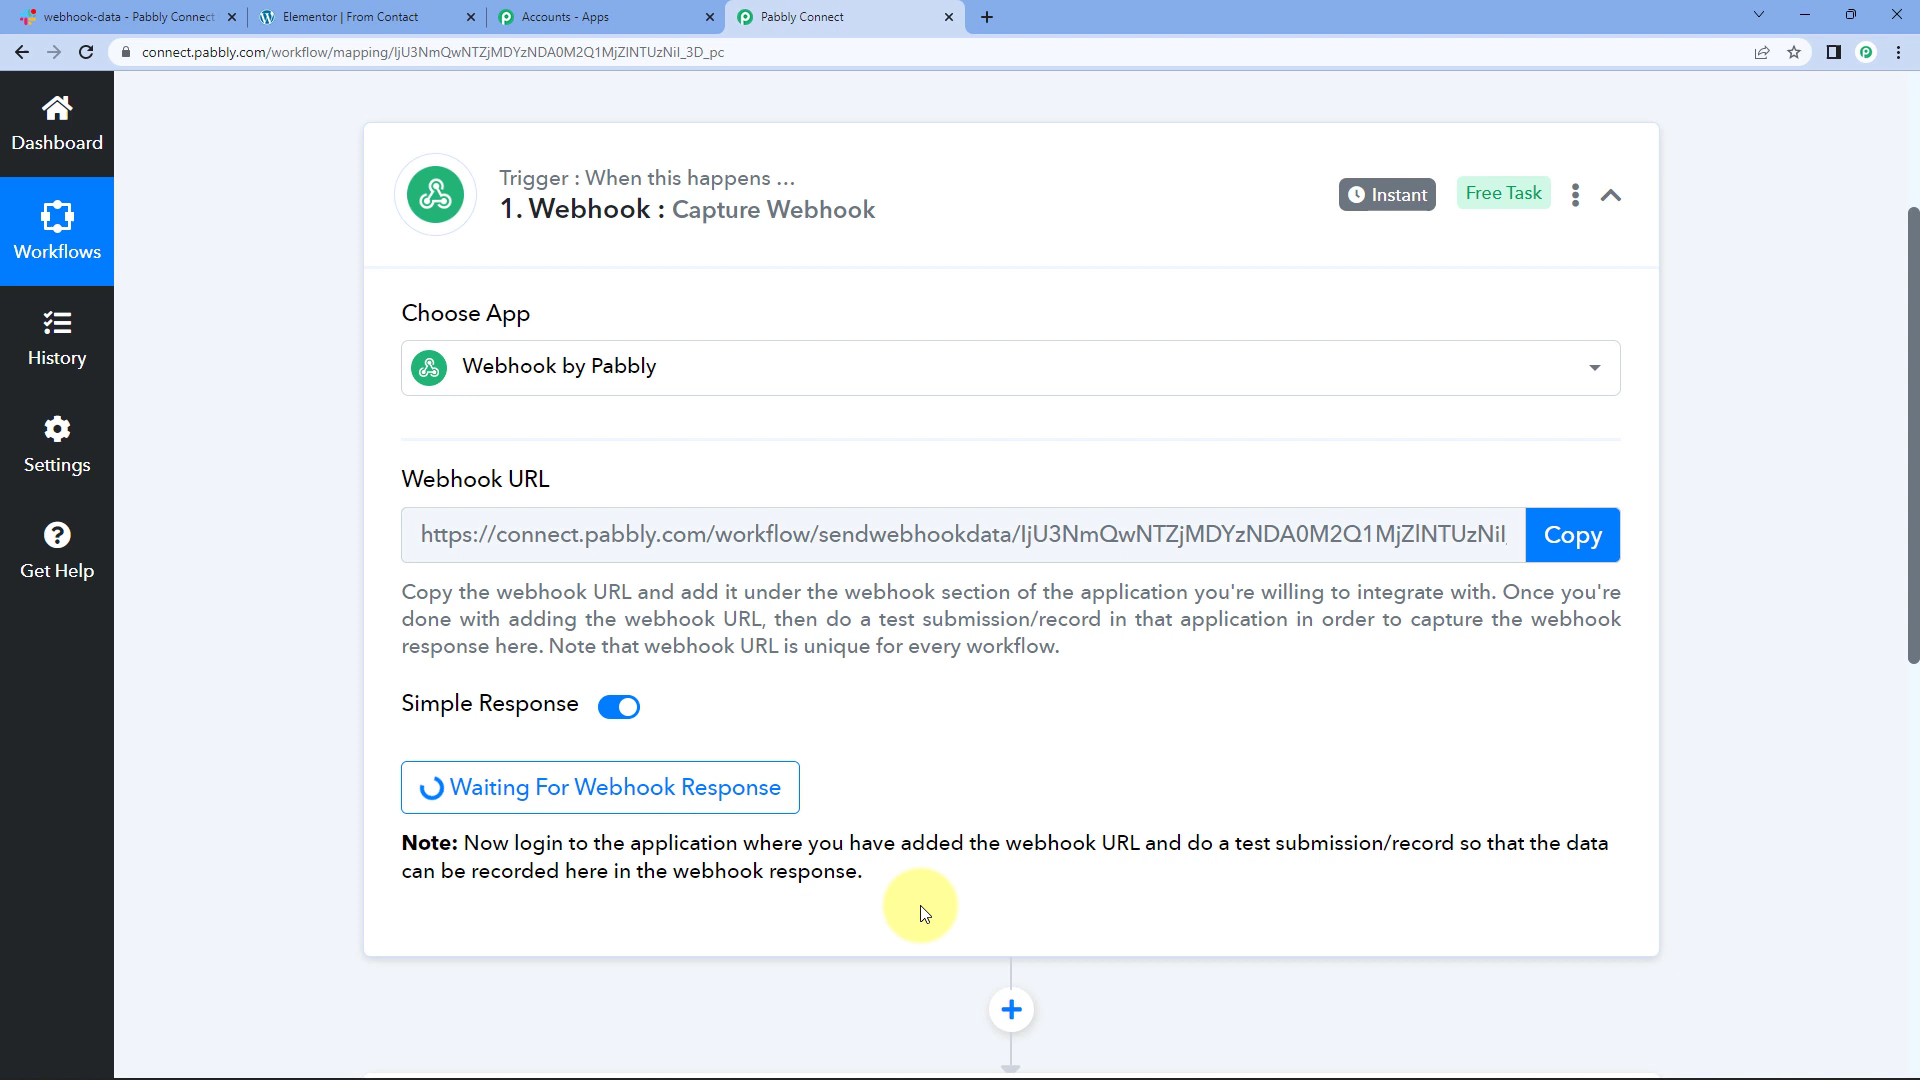 webhook-data - Pabbly Connect
Elementor | From Contact
Accounts - Apps
Pabbly Connect
connect.pabbly.com/workflow/mapping/IjU3NmQwNTZjMDYzNDA0M2Q1MjZlNTUzNiI_3D_pc
Dashboard
Workflows
History
Settings
Get Help
Trigger : When this happens ...
1. Webhook : Capture Webhook
Instant
Free Task
Choose App
Webhook by Pabbly
Webhook URL
https://connect.pabbly.com/workflow/sendwebhookdata/IjU3NmQwNTZjMDYzNDA0M2Q1MjZlNTUzNiI_
Copy
Copy the webhook URL and add it under the webhook section of the application you're willing to integrate with. Once you're
done with adding the webhook URL, then do a test submission/record in that application in order to capture the webhook
response here. Note that webhook URL is unique for every workflow.
Simple Response
Waiting For Webhook Response
Note: Now login to the application where you have added the webhook URL and do a test submission/record so that the data
can be recorded here in the webhook response.